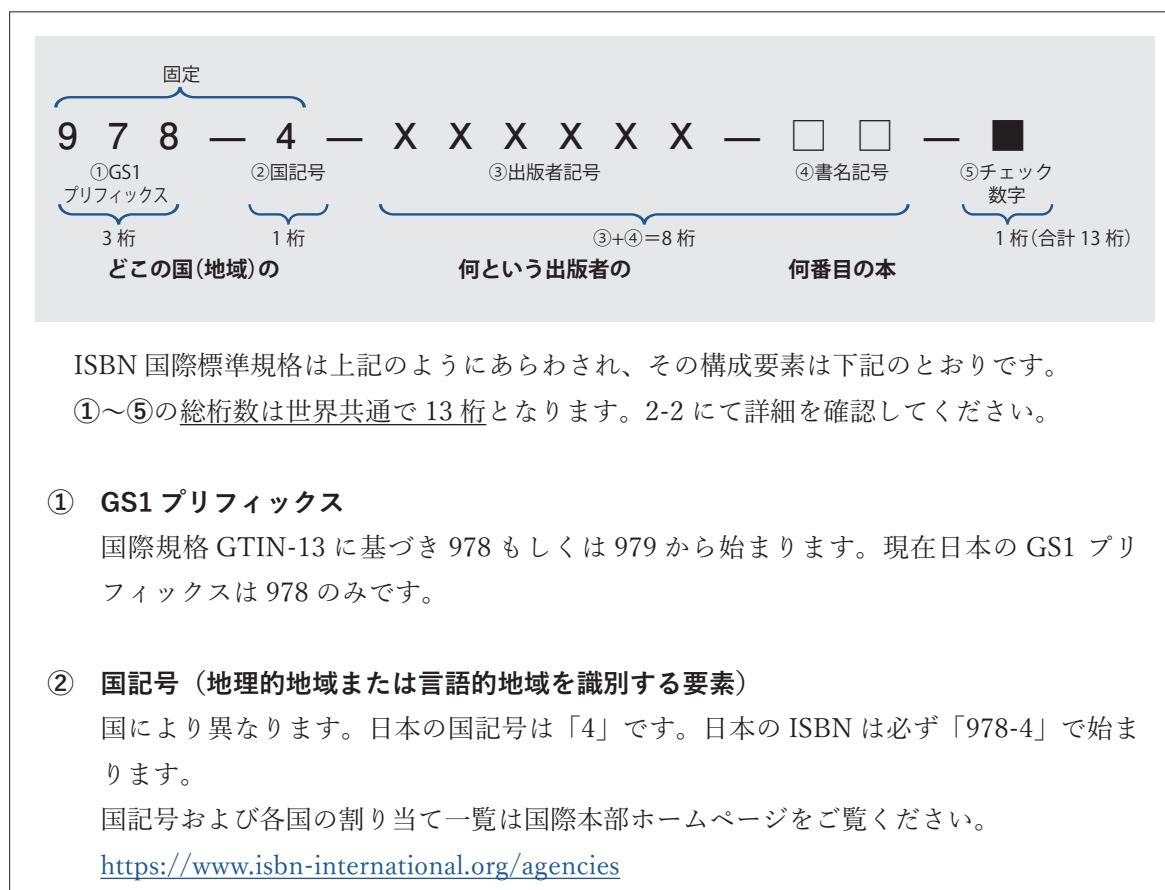 固定
9 7 8 — 4 — X X X X X X — □ □ — ■
①GS1 ②国記号 ③出版者記号 ④書名記号 ⑤チェック
プリフィックス 数字
3 桁 1 桁 ③+④=8 桁 1 桁(合計 13 桁)
どこの国(地域)の 何という出版者の 何番目の本
ISBN 国際標準規格は上記のようにあらわされ、その構成要素は下記のとおりです。
①～⑤の総桁数は世界共通で 13 桁となります。2-2 にて詳細を確認してください。
① GS1 プリフィックス
国際規格 GTIN-13 に基づき 978 もしくは 979 から始まります。現在日本の GS1 プリ
フィックスは 978 のみです。
② 国記号（地理的地域または言語的地域を識別する要素）
国により異なります。日本の国記号は「4」です。日本の ISBN は必ず「978-4」で始ま
ります。
国記号および各国の割り当て一覧は国際本部ホームページをご覧ください。
https://www.isbn-international.org/agencies